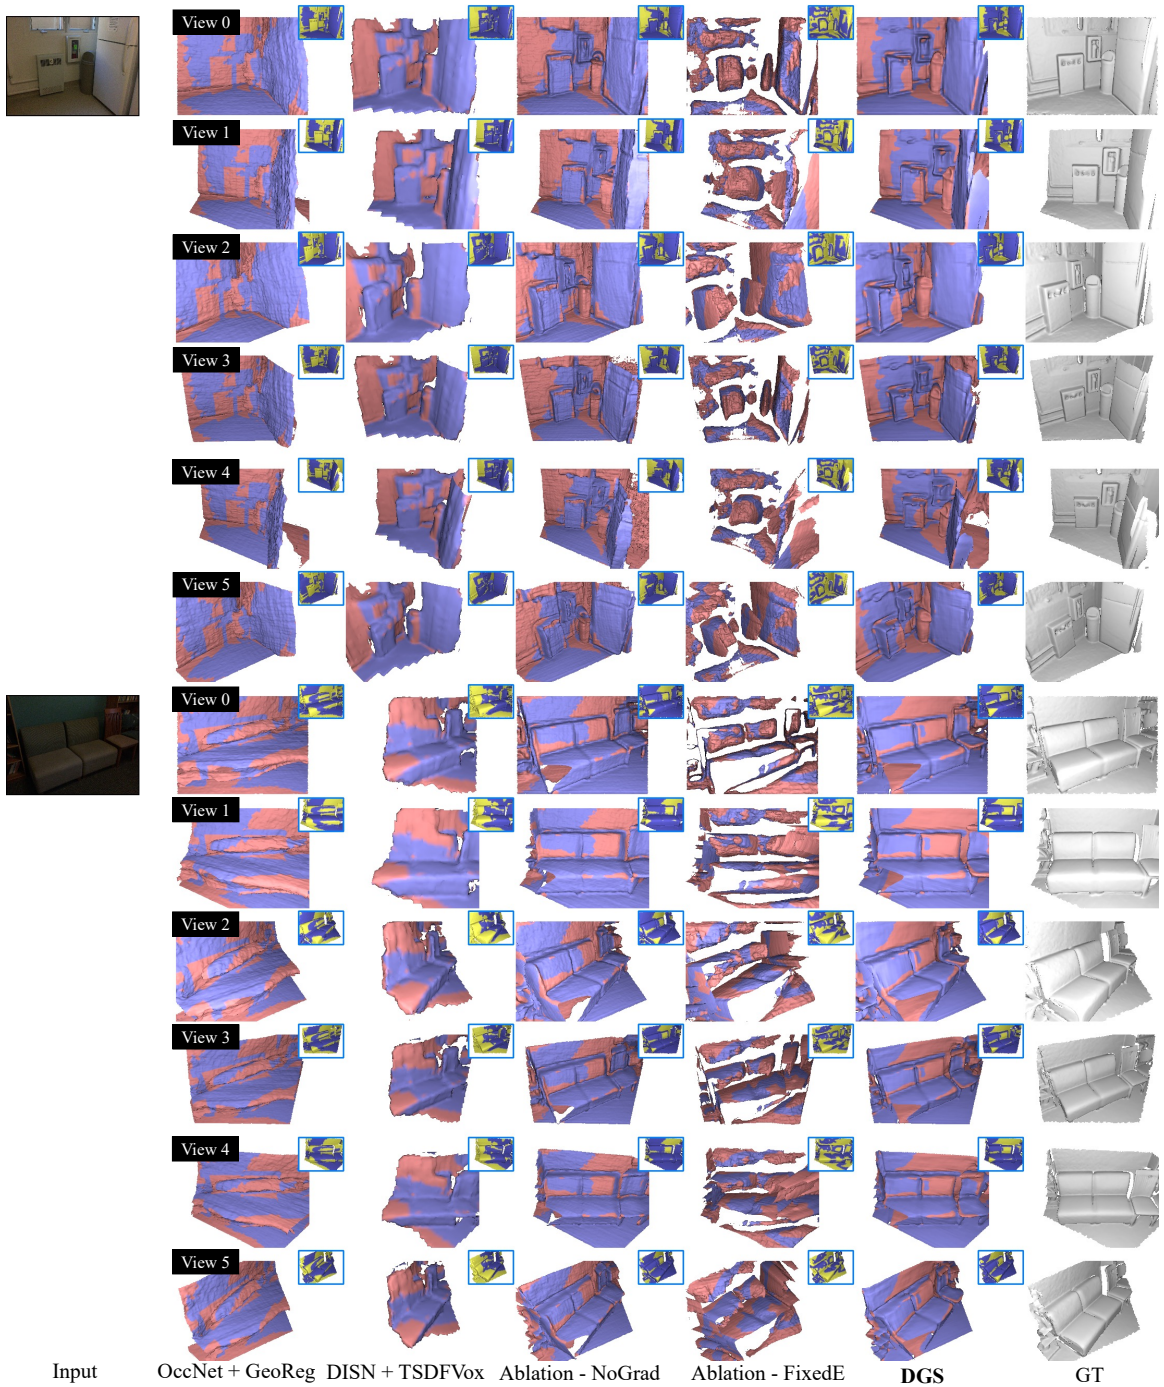 View 0
View 1
View 2
View 3
View 4
View 5
View 0
View 1
View 2
View 3
View 4
View 5
Input OccNet + GeoReg DISN + TSDFVox Ablation - NoGrad Ablation - FixedE DGS GT